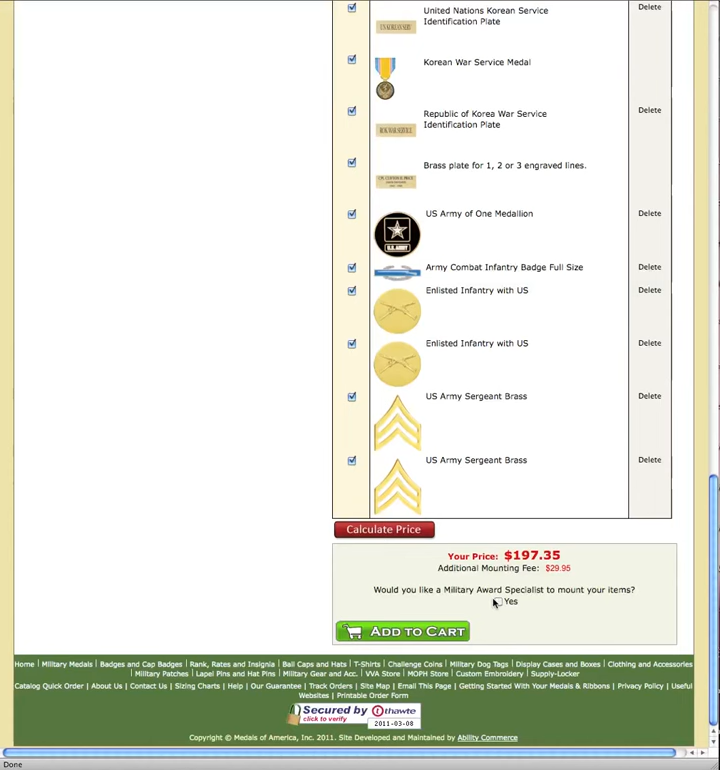 United Nations Korean Service
Identification Plate
Delete
Korean War Service Medal
Delete
Republic of Korea War Service
Identification Plate
Delete
ROK WAR SERVICE
Brass plate for 1, 2 or 3 engraved lines.
Delete
US Army of One Medallion
Delete
U.S. ARMY
Army Combat Infantry Badge Full Size
Delete
Enlisted Infantry with US
Delete
Enlisted Infantry with US
Delete
US Army Sergeant Brass
Delete
US Army Sergeant Brass
Delete
Calculate Price
Your Price: $197.35
Additional Mounting Fee: $29.95
Would you like a Military Award Specialist to mount your items?
Yes
ADD TO CART
Home | Military Medals | Badges and Cap Badges | Rank, Rates and Insignia | Ball Caps and Hats | T-Shirts | Challenge Coins | Military Dog Tags | Display Cases and Boxes | Clothing and Accessories
| Military Patches | Lapel Pins and Hat Pins | Military Gear and Acc. | VVA Store | MOPH Store | Custom Embroidery | Supply-Locker
Catalog Quick Order | About Us | Contact Us | Sizing Charts | Help | Our Guarantee | Track Orders | Site Map | Email This Page | Getting Started With Your Medals & Ribbons | Privacy Policy | Useful
Websites | Printable Order Form
Secured by thawte
click to verify
2011-03-08
Copyright © Medals of America, Inc. 2011. Site Developed and Maintained by Ability Commerce
Done